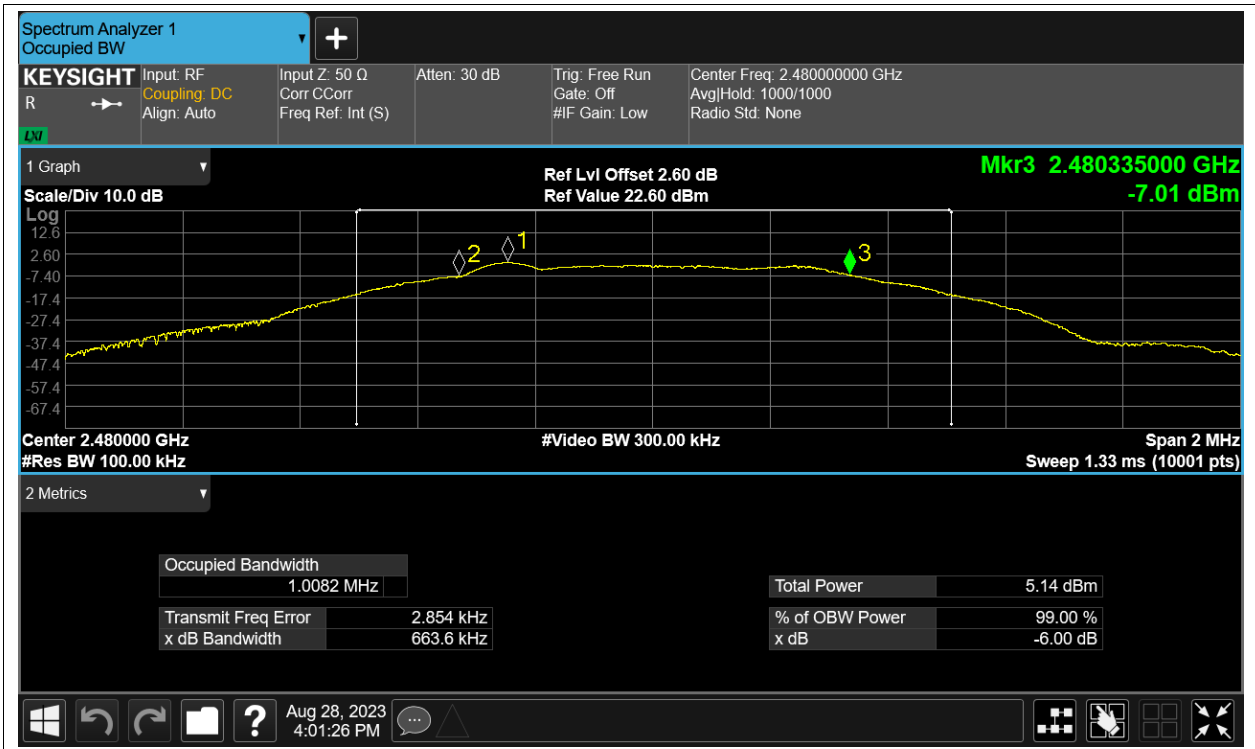 Spectrum Analyzer 1
Occupied BW
KEYSIGHT
R
LXI
Input: RF
Coupling: DC
Align: Auto
Input Z: 50 Ω
Corr CCorr
Freq Ref: Int (S)
Atten: 30 dB
Trig: Free Run
Gate: Off
#IF Gain: Low
Center Freq: 2.480000000 GHz
Avg|Hold: 1000/1000
Radio Std: None
1 Graph
Scale/Div 10.0 dB
Ref Lvl Offset 2.60 dB
Ref Value 22.60 dBm
Mkr3 2.480335000 GHz
-7.01 dBm
Log
12.6
2.60
-7.40
-17.4
-27.4
-37.4
-47.4
-57.4
-67.4
2
1
3
Center 2.480000 GHz
#Res BW 100.00 kHz
#Video BW 300.00 kHz
Span 2 MHz
Sweep 1.33 ms (10001 pts)
2 Metrics
Occupied Bandwidth
1.0082 MHz
Transmit Freq Error 2.854 kHz
x dB Bandwidth 663.6 kHz
Total Power 5.14 dBm
% of OBW Power 99.00 %
x dB -6.00 dB
?
Aug 28, 2023
4:01:26 PM